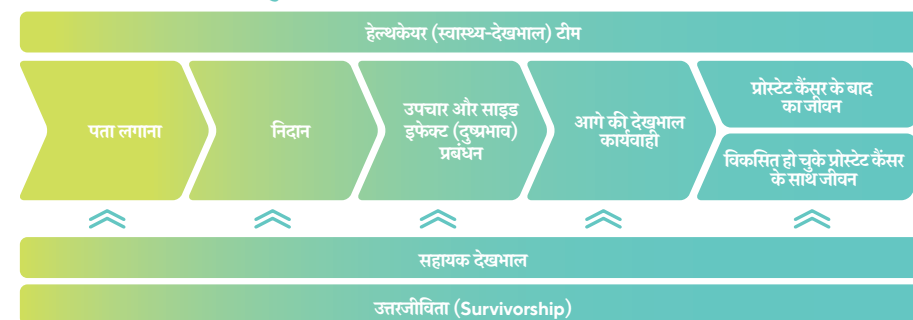 हेल्थकेयर (स्वास्थ्य-देखभाल) टीम
पता लगाना
निदान
उपचार और साइड
इफेक्ट (दुष्प्रभाव)
प्रबंधन
आगे की देखभाल
कार्यवाही
प्रोस्टेट कैंसर के बाद
का जीवन
विकसित हो चुके प्रोस्टेट कैंसर
के साथ जीवन
सहायक देखभाल
उत्तरजीविता (Survivorship)